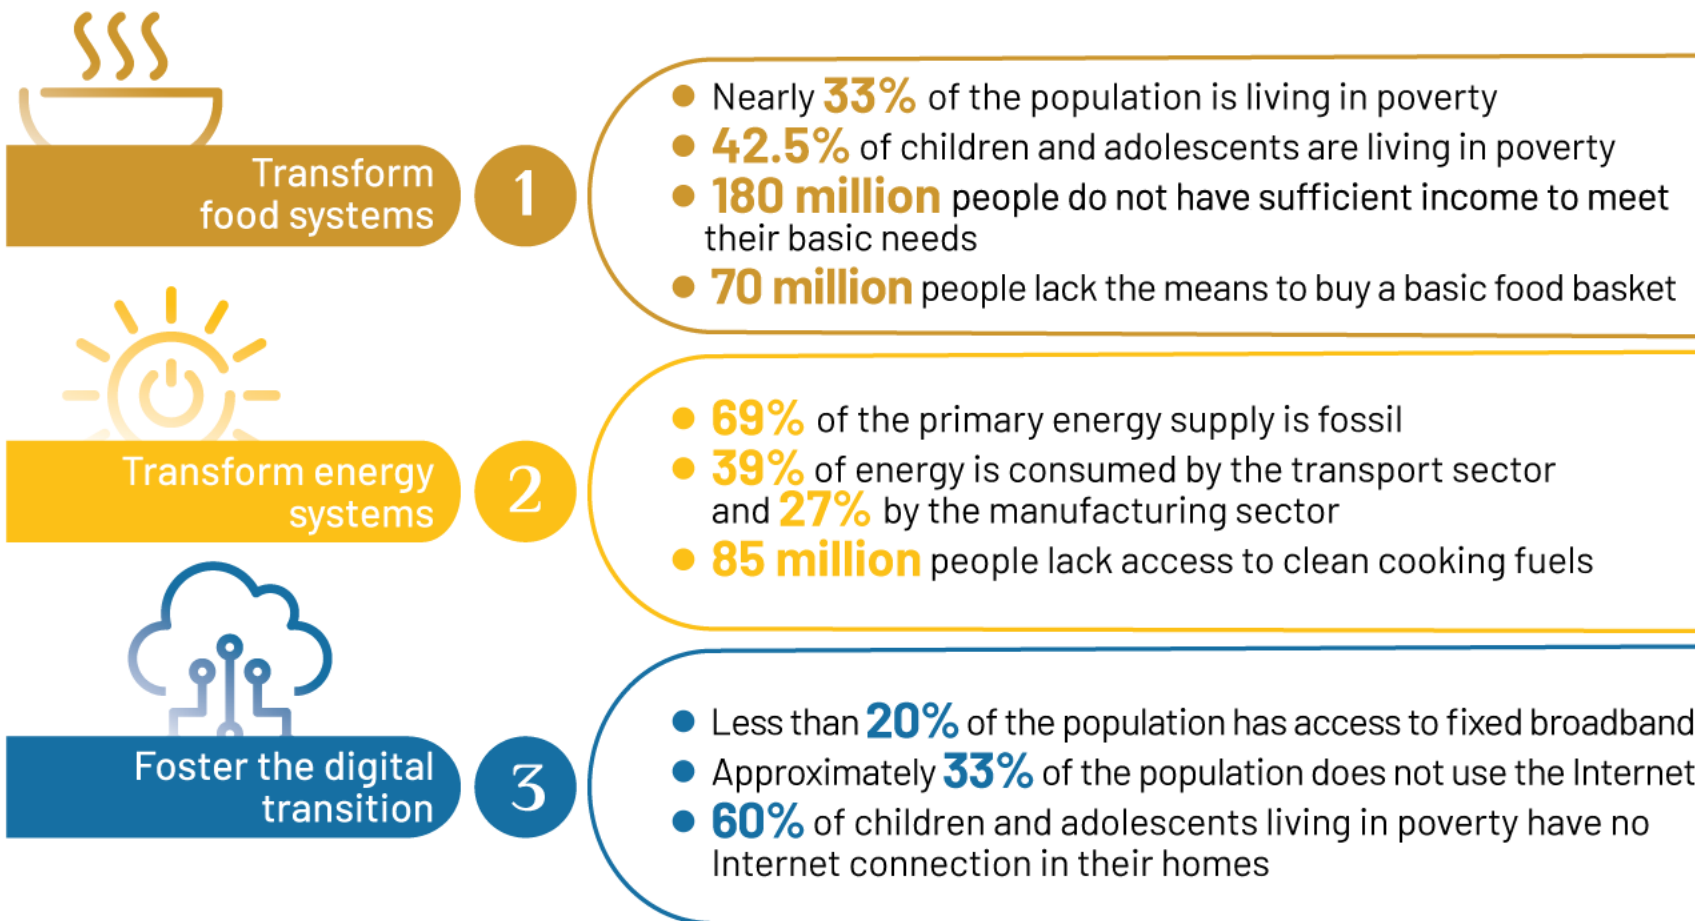 Transform
food systems
1
● Nearly 33% of the population is living in poverty
● 42.5% of children and adolescents are living in poverty
● 180 million people do not have sufficient income to meet
their basic needs
● 70 million people lack the means to buy a basic food basket
Transform energy
systems
2
● 69% of the primary energy supply is fossil
● 39% of energy is consumed by the transport sector
and 27% by the manufacturing sector
● 85 million people lack access to clean cooking fuels
Foster the digital
transition
3
● Less than 20% of the population has access to fixed broadband
● Approximately 33% of the population does not use the Internet
● 60% of children and adolescents living in poverty have no
Internet connection in their homes